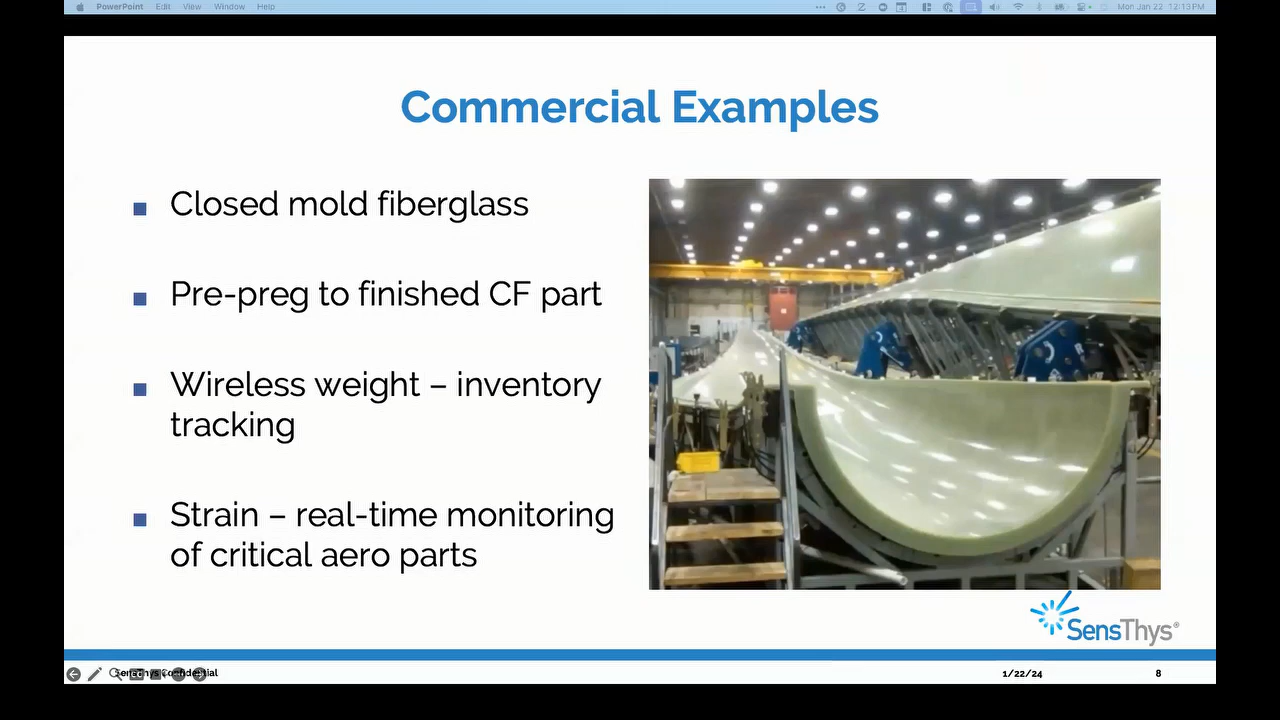 PowerPoint Edit View Window Help
Mon Jan 22 12:13 PM
Commercial Examples
Closed mold fiberglass
Pre-preg to finished CF part
Wireless weight – inventory
tracking
Strain – real-time monitoring
of critical aero parts
SensThys®
SensThys Confidential
1/22/24
8